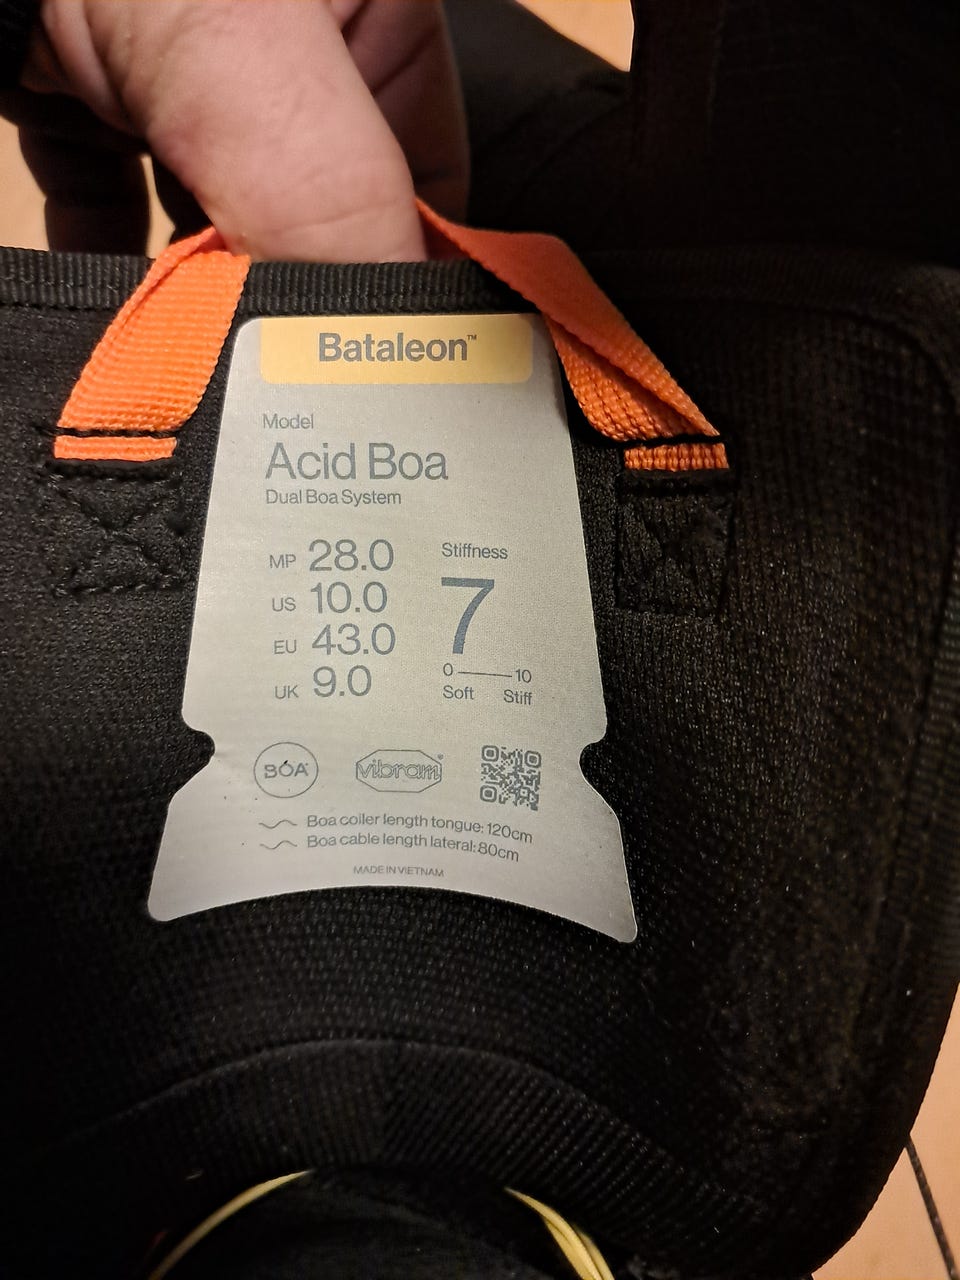 Bataleon™
Model
Acid Boa
Dual Boa System
MP 28.0
US 10.0
EU 43.0
UK 9.0
Stiffness
7
0 10
Soft Stiff
BOA
vibram®
Boa coiler length tongue: 120cm
Boa cable length lateral: 80cm
MADE IN VIETNAM